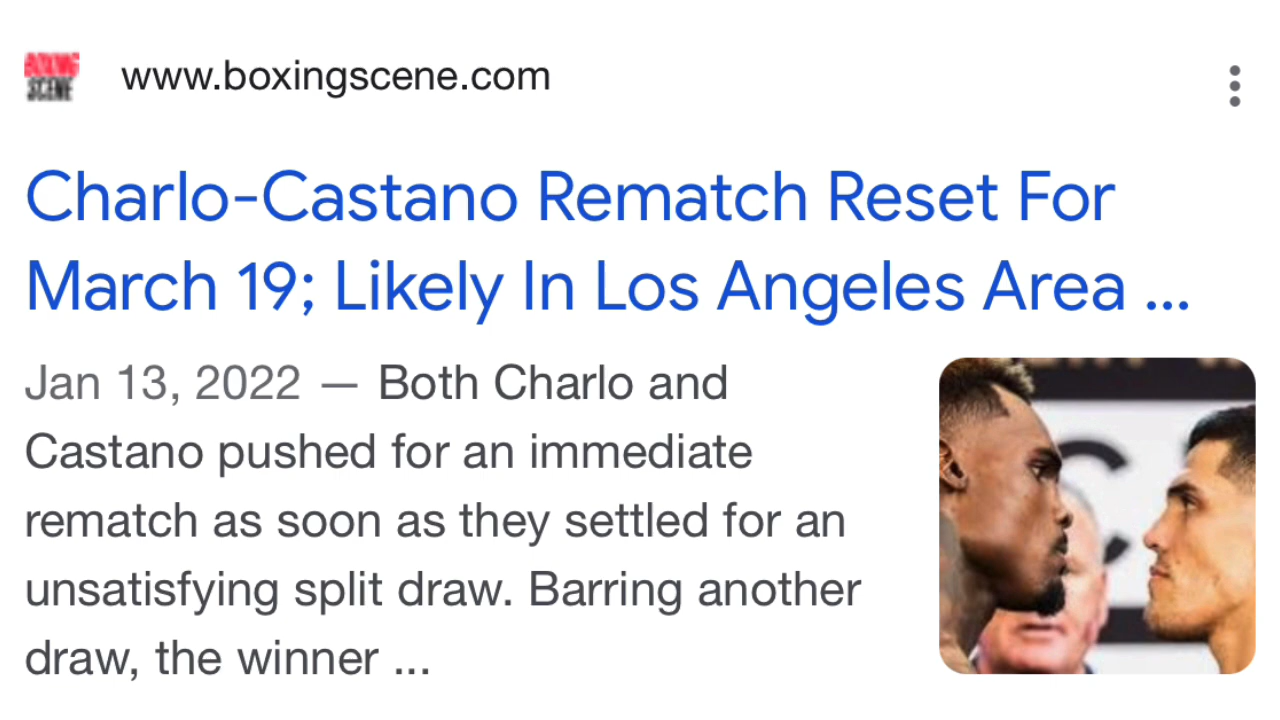 BOXING
SCENE
www.boxingscene.com
Charlo-Castano Rematch Reset For
March 19; Likely In Los Angeles Area ...
Jan 13, 2022 — Both Charlo and
Castano pushed for an immediate
rematch as soon as they settled for an
unsatisfying split draw. Barring another
draw, the winner ...
C